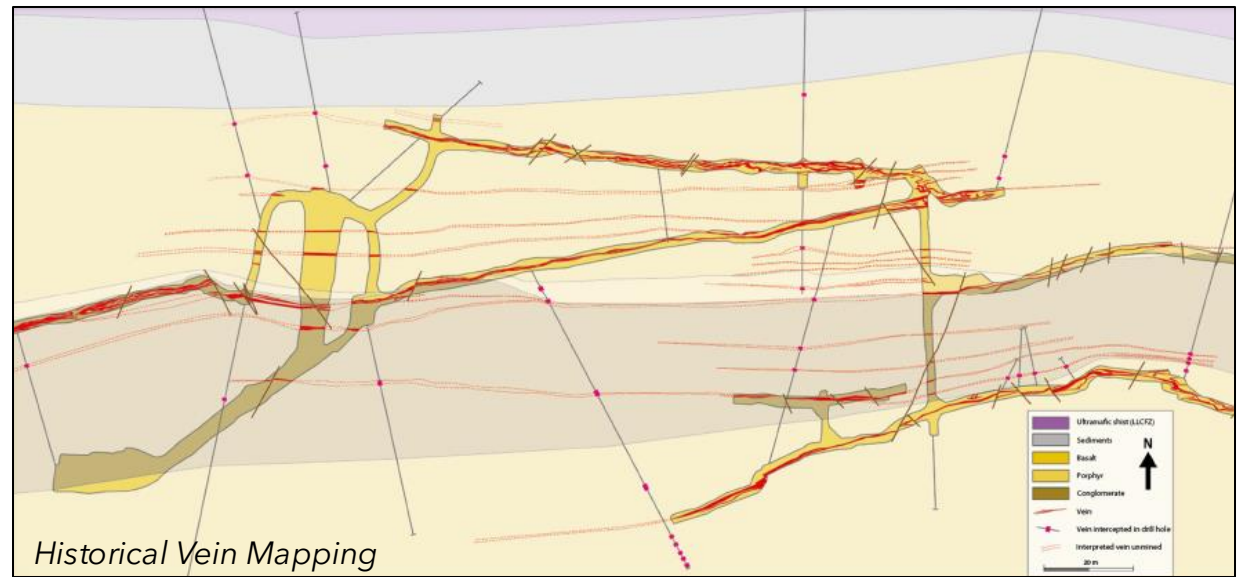 Ultramafic shist (LLCFZ)
Sediments
N
Basalt
Porphyr
Conglomerate
Vein
Vein intercepted in drill hole
Interpreted vein unmined
20 m
Historical Vein Mapping